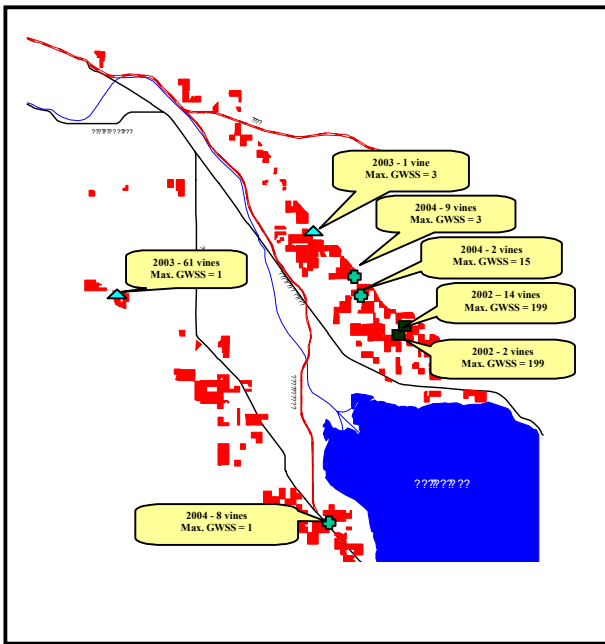 2003 - 1 vine
Max. GWSS = 3
2004 - 9 vines
Max. GWSS = 3
2004 - 2 vines
Max. GWSS = 15
2003 - 61 vines
Max. GWSS = 1
2002 – 14 vines
Max. GWSS = 199
2002 – 2 vines
Max. GWSS = 199
2004 - 8 vines
Max. GWSS = 1